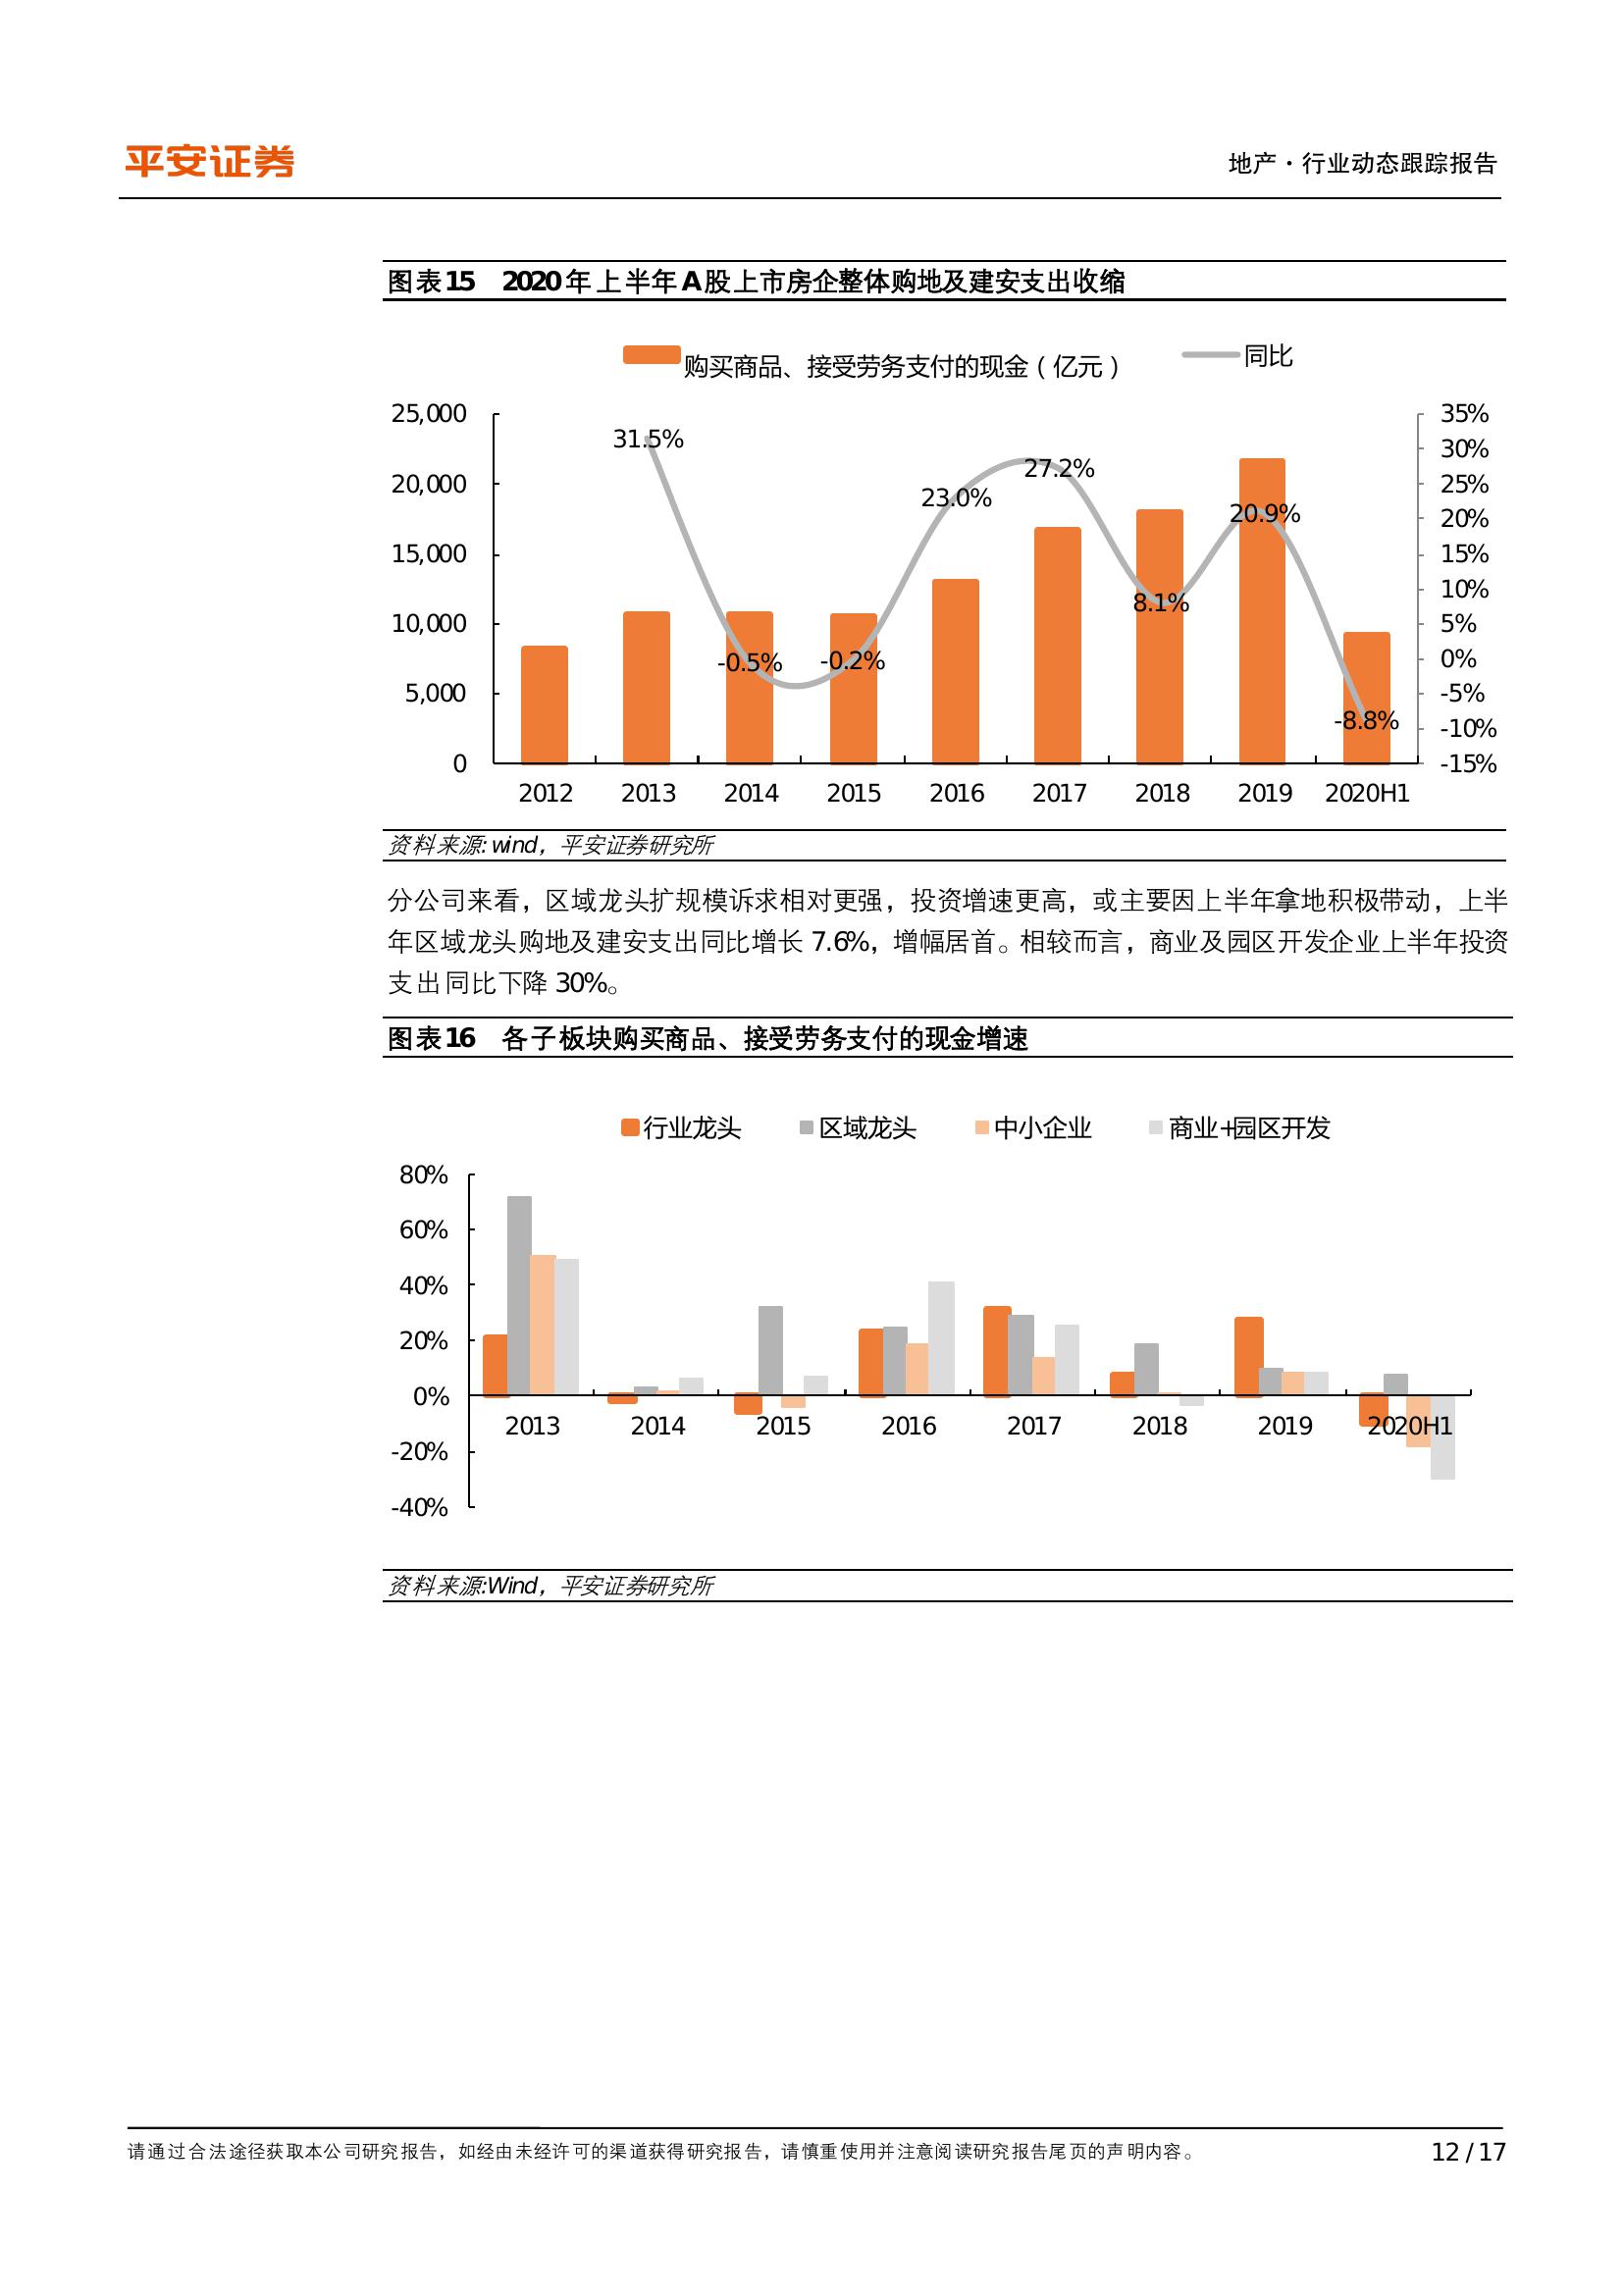 平安证券
地产·行业动态跟踪报告
图表15 2020年上半年A股上市房企整体购地及建安支出收缩
购买商品、接受劳务支付的现金（亿元） 同比
25,000 35%
31.5% 30%
27.2%
20,000 25%
23.0% 20.9% 20%
15,000 15%
10% 8.1%
10,000 5%
-0.5% -0.2% 0%
5,000 -5%
-8.8% -10%
0 -15%
2012 2013 2014 2015 2016 2017 2018 2019 2020H1
资料来源: wind，平安证券研究所
分公司来看，区域龙头扩规模诉求相对更强，投资增速更高，或主要因上半年拿地积极带动，上半
年区域龙头购地及建安支出同比增长 7.6%，增幅居首。相较而言，商业及园区开发企业上半年投资
支出同比下降 30%。
图表16 各子板块购买商品、接受劳务支付的现金增速
行业龙头 区域龙头 中小企业 商业+园区开发
80%
60%
40%
20%
0%
2013 2014 2015 2016 2017 2018 2019 2020H1
-20%
-40%
资料来源:Wind，平安证券研究所
请通过合法途径获取本公司研究报告，如经由未经许可的渠道获得研究报告，请慎重使用并注意阅读研究报告尾页的声明内容。 12 / 17